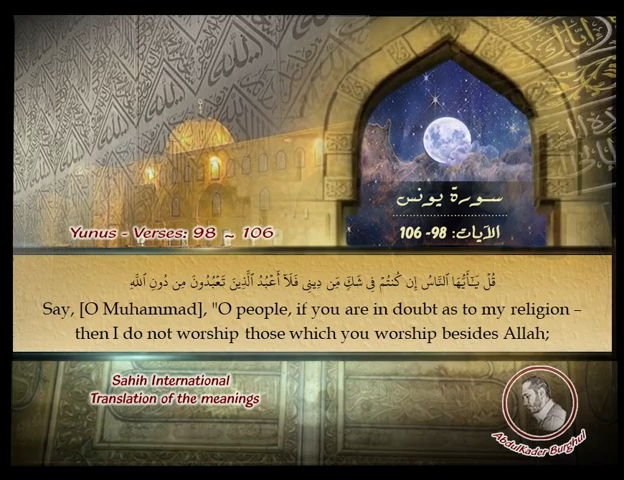 سورة يونس
الآيات: 98- 106
Yunus - Verses: 98 ~ 106
قُلْ يَـٰٓأَيُّهَا ٱلنَّاسُ إِن كُنتُمْ فِى شَكٍّ مِّن دِينِى فَلَآ أَعْبُدُ ٱلَّذِينَ تَعْبُدُونَ مِن دُونِ ٱللَّهِ
Say, [O Muhammad], "O people, if you are in doubt as to my religion –
then I do not worship those which you worship besides Allah;
Sahih International
Translation of the meanings
AbdulKader Burghul